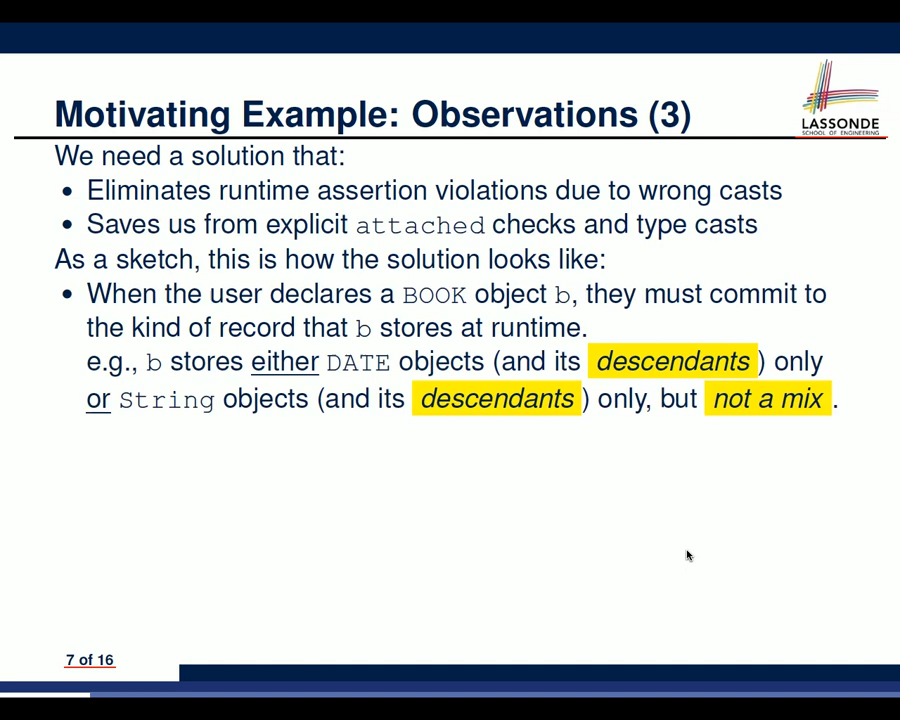 Motivating Example: Observations (3)
LASSONDE
SCHOOL OF ENGINEERING
We need a solution that:
• Eliminates runtime assertion violations due to wrong casts
• Saves us from explicit attached checks and type casts
As a sketch, this is how the solution looks like:
• When the user declares a BOOK object b, they must commit to
the kind of record that b stores at runtime.
e.g., b stores either DATE objects (and its descendants ) only
or String objects (and its descendants ) only, but not a mix .
7 of 16